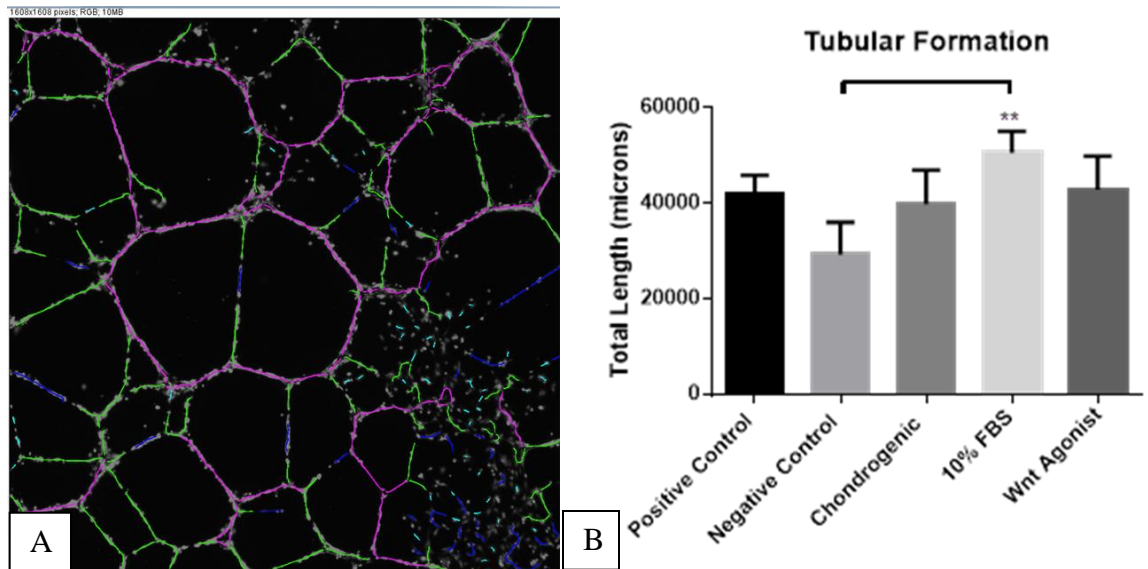 1608x1608 pixels; RGB; 10MB
A
B
Tubular Formation
**
Total Length (microns)
60000
40000
20000
0
Positive Control
Negative Control
Chondrogenic
10% FBS
Wnt Agonist